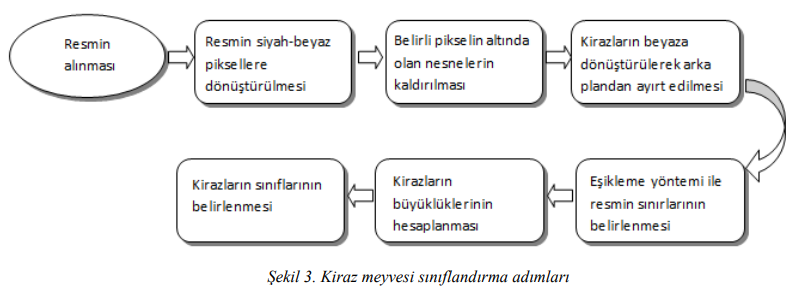 Resmin
alınması
Resmin siyah-beyaz
piksellere
dönüştürülmesi
Belirli pikselin altında
olan nesnelerin
kaldırılması
Kirazların beyaza
dönüştürülerek arka
plandan ayırt edilmesi
Eşikleme yöntemi ile
resmin sınırlarının
belirlenmesi
Kirazların
büyüklüklerinin
hesaplanması
Kirazların sınıflarının
belirlenmesi
Şekil 3. Kiraz meyvesi sınıflandırma adımları